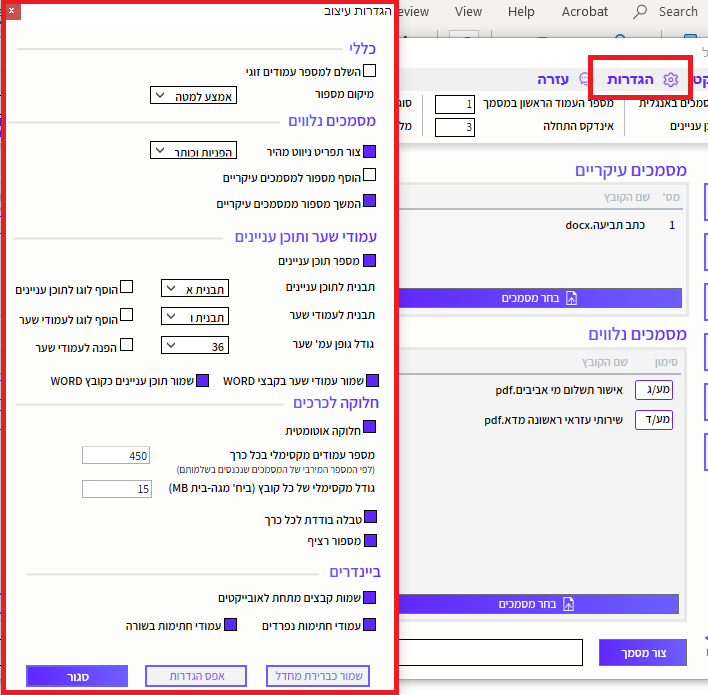 הגדרות עיצוב
כללי
השלם למספר עמודים זוגי
מיקום מספור
אמצע למטה
מסמכים נלווים
צור תפריט ניווט מהיר
הפניות וכותר
הוסף מספור למסמכים עיקריים
המשך מספור ממסמכים עיקריים
עמודי שער ותוכן עניינים
מספר תוכן עניינים
תבנית לתוכן עניינים
תבנית א
הוסף לוגו לתוכן עניינים
תבנית לעמודי שער
תבנית ו
הוסף לוגו לעמודי שער
גודל גופן עמ' שער
36
הפנה לעמודי שער
שמור עמודי שער בקבצי WORD
שמור תוכן עניינים כקובץ WORD
חלוקה לכרכים
חלוקה אוטומטית
מספר עמודים מקסימלי בכל כרך
450
(לפי המספר המירבי של המסמכים שנכנסים בשלמותם)
גודל מקסימלי של כל קובץ (ביח' מגה-בית MB)
15
טבלה בודדת לכל כרך
מספור רציף
ביינדרים
שמות קבצים מתחת לאובייקטים
עמודי חתימות נפרדים
עמודי חתימות בשורה
שמור כברירת מחדל
אפס הגדרות
סגור
eview View Help Acrobat Search
הגדרות
עזרה
סמכים באנגלית
מספר העמוד הראשון במסמך
1
סוג
ן עניינים
אינדקס התחלה
3
מל
מסמכים עיקריים
מס' שם הקובץ
1 כתב תביעה.docx
בחר מסמכים
מסמכים נלווים
סימון שם הקובץ
מע/ג אישור תשלום מי אביבים.pdf
מע/ד שירותי עזראי ראשונה מדא.pdf
בחר מסמכים
צור מסמך